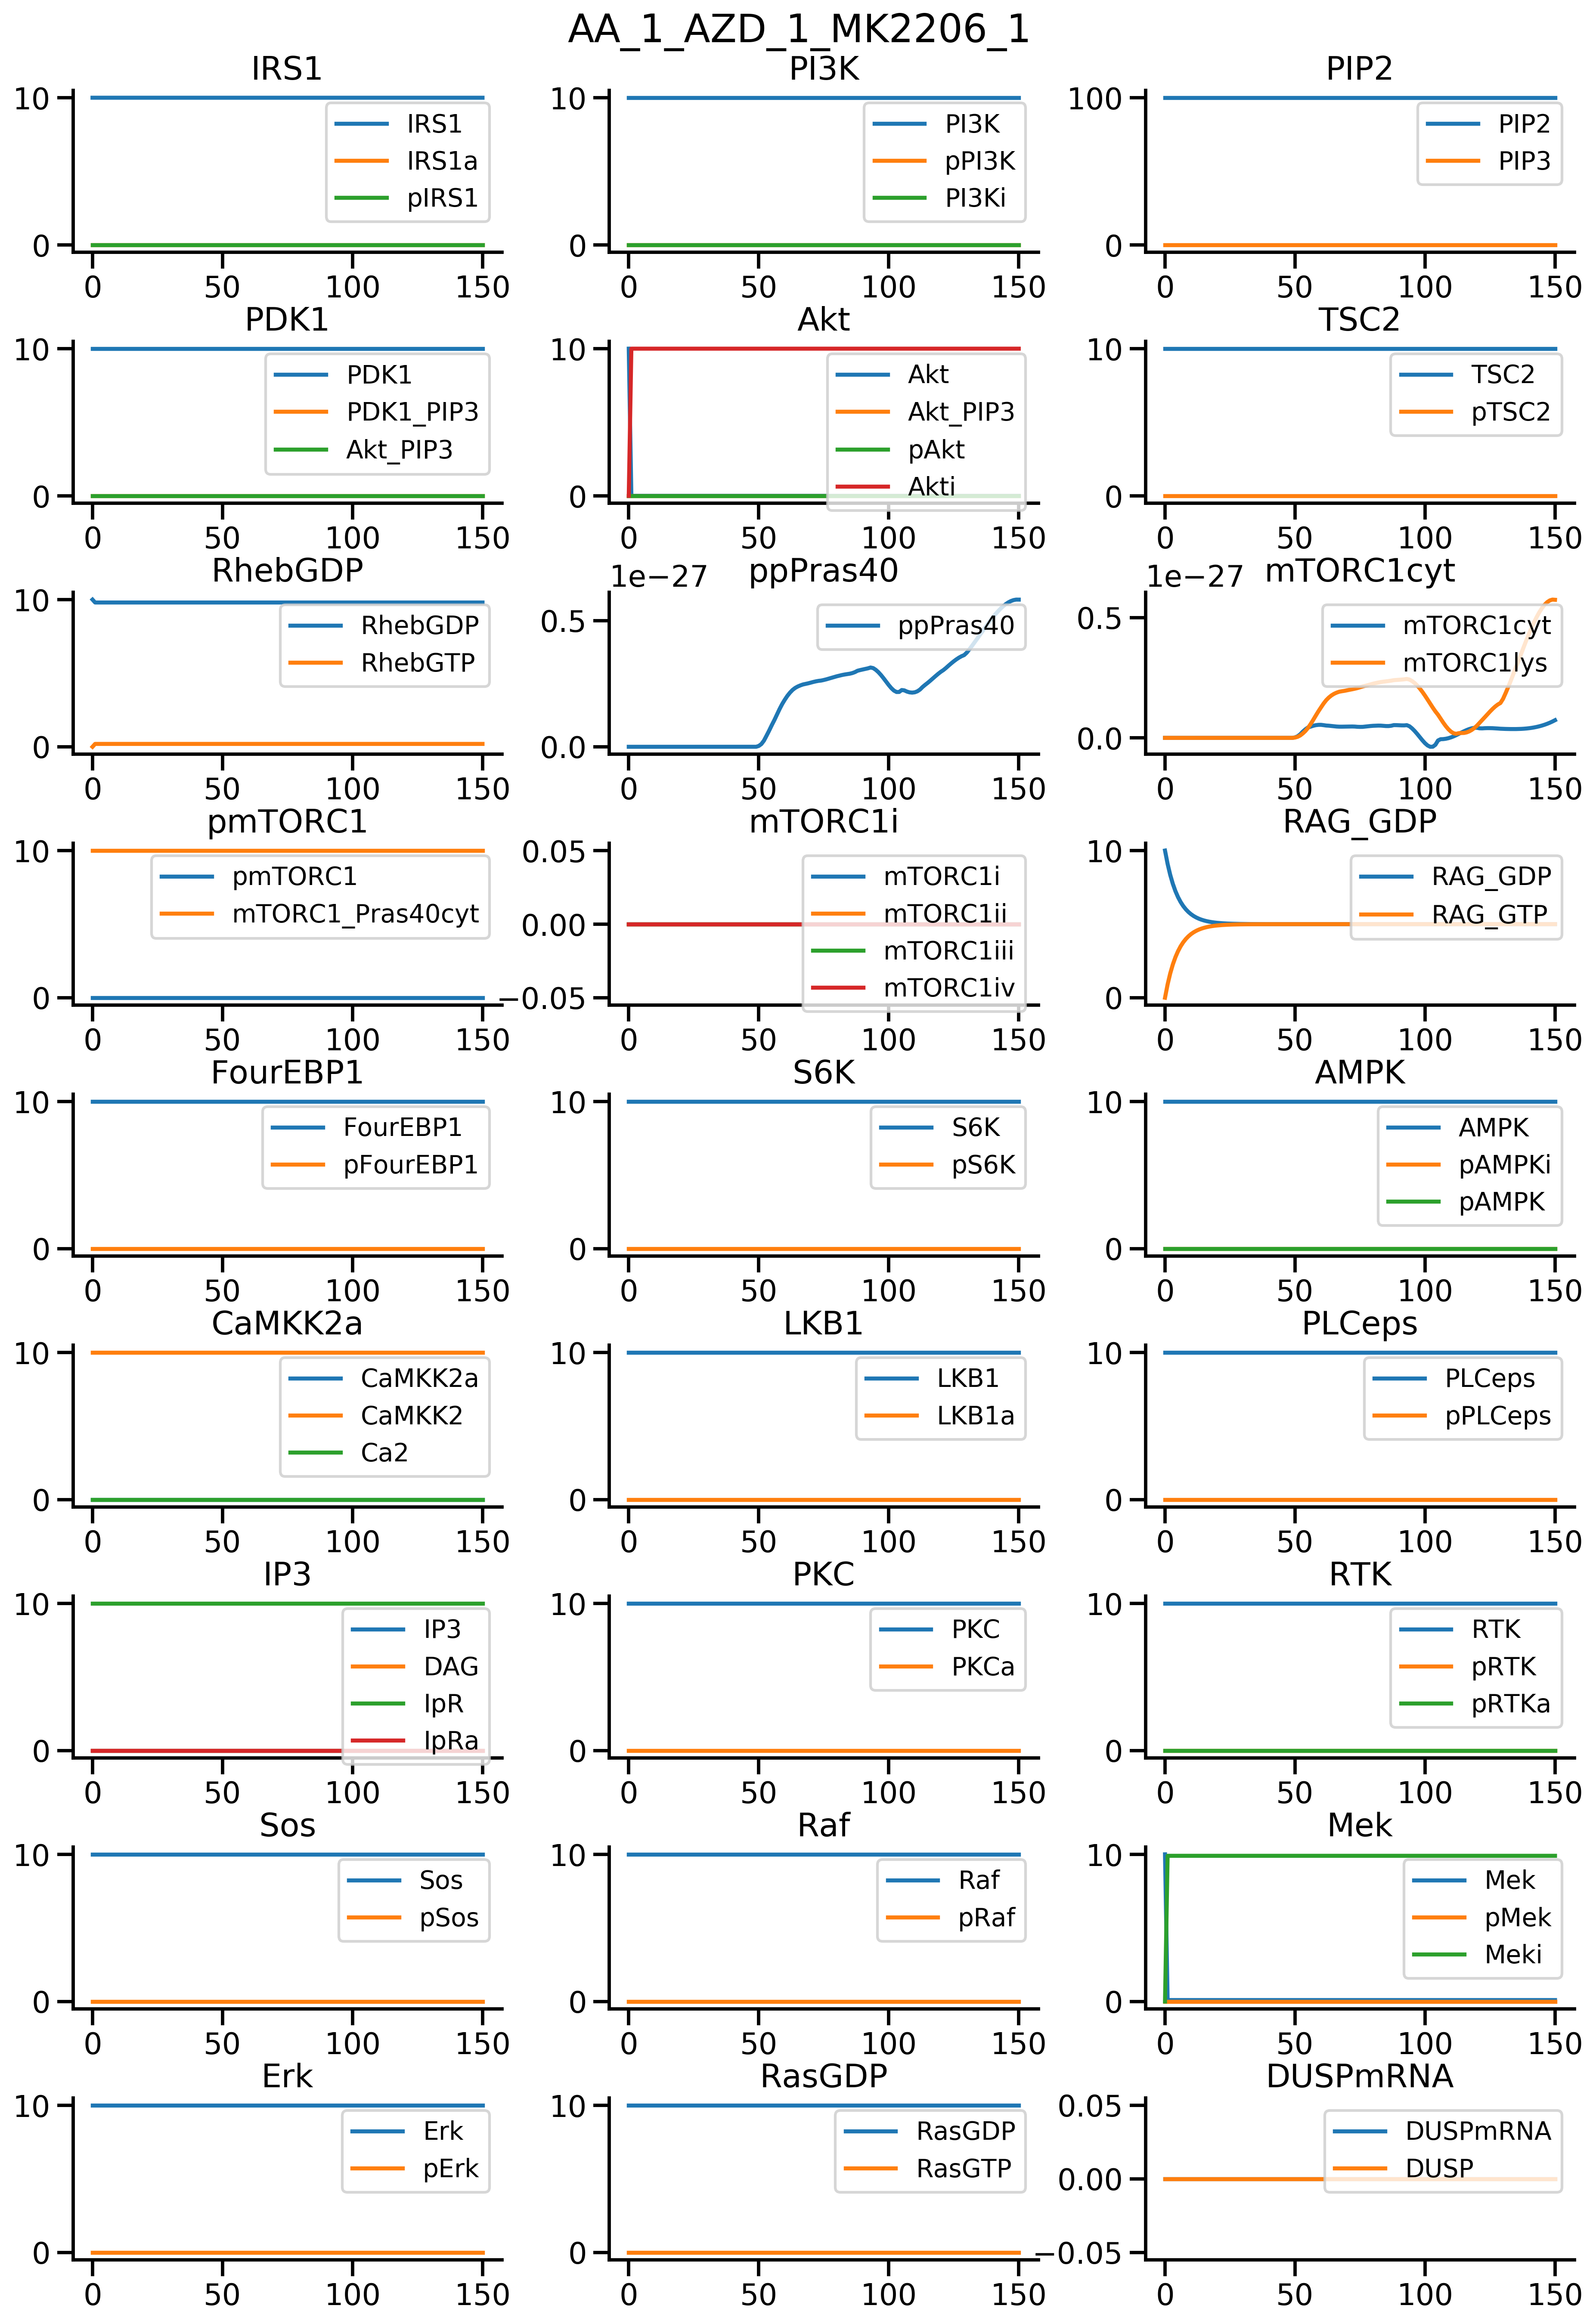 AA_1_AZD_1_MK2206_1
IRS1
10
0
0 50 100 150
IRS1
IRS1a
pIRS1
PI3K
10
0
0 50 100 150
PI3K
pPI3K
PI3Ki
PIP2
100
0
0 50 100 150
PIP2
PIP3
PDK1
10
0
0 50 100 150
PDK1
PDK1_PIP3
Akt_PIP3
Akt
10
0
0 50 100 150
Akt
Akt_PIP3
pAkt
Akti
TSC2
10
0
0 50 100 150
TSC2
pTSC2
RhebGDP
10
0
0 50 100 150
RhebGDP
RhebGTP
1e−27 ppPras40
0.5
0.0
0 50 100 150
ppPras40
1e−27 mTORC1cyt
0.5
0.0
0 50 100 150
mTORC1cyt
mTORC1lys
pmTORC1
10
0
0 50 100 150
pmTORC1
mTORC1_Pras40cyt
mTORC1i
0.05
0.00
−0.05
0 50 100 150
mTORC1i
mTORC1ii
mTORC1iii
mTORC1iv
RAG_GDP
10
0
0 50 100 150
RAG_GDP
RAG_GTP
FourEBP1
10
0
0 50 100 150
FourEBP1
pFourEBP1
S6K
10
0
0 50 100 150
S6K
pS6K
AMPK
10
0
0 50 100 150
AMPK
pAMPKi
pAMPK
CaMKK2a
10
0
0 50 100 150
CaMKK2a
CaMKK2
Ca2
LKB1
10
0
0 50 100 150
LKB1
LKB1a
PLCeps
10
0
0 50 100 150
PLCeps
pPLCeps
IP3
10
0
0 50 100 150
IP3
DAG
IpR
IpRa
PKC
10
0
0 50 100 150
PKC
PKCa
RTK
10
0
0 50 100 150
RTK
pRTK
pRTKa
Sos
10
0
0 50 100 150
Sos
pSos
Raf
10
0
0 50 100 150
Raf
pRaf
Mek
10
0
0 50 100 150
Mek
pMek
Meki
Erk
10
0
0 50 100 150
Erk
pErk
RasGDP
10
0
0 50 100 150
RasGDP
RasGTP
DUSPmRNA
0.05
0.00
−0.05
0 50 100 150
DUSPmRNA
DUSP